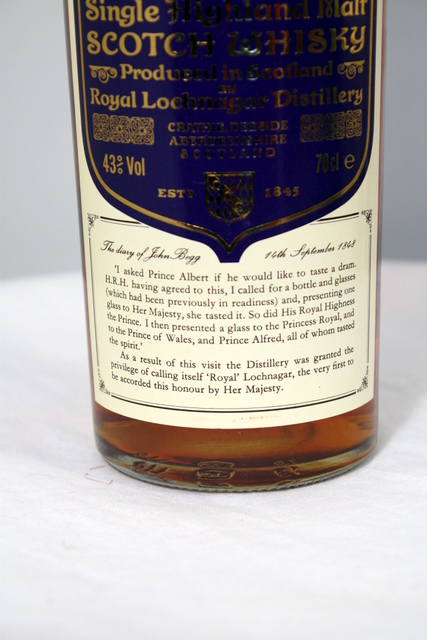 Single Highland Malt
SCOTCH WHISKY
Produced in Scotland
BY
Royal Lochnagar Distillery
CRATHIE, DEESIDE
ABERDEENSHIRE
SCOTLAND
43% Vol
70cl e
ESTD
1845
The diary of John Begg
14th September 1848
'I asked Prince Albert if he would like to taste a dram,
H.R.H. having agreed to this, I called for a bottle and glasses
(which had been previously in readiness) and, presenting one
glass to Her Majesty, she tasted it. So did His Royal Highness
the Prince. I then presented a glass to the Princess Royal, and
to the Prince of Wales, and Prince Alfred, all of whom tasted
the spirit.'
As a result of this visit the Distillery was granted the
privilege of calling itself 'Royal' Lochnagar, the very first to
be accorded this honour by Her Majesty.